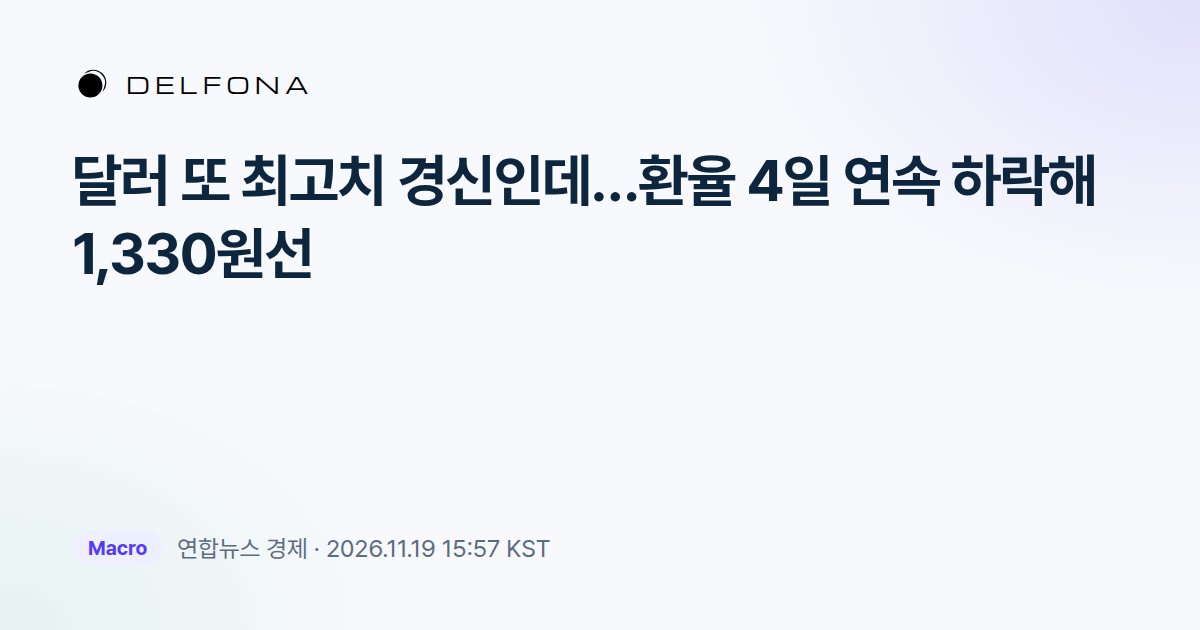 DELFONA
달러 또 최고치 경신인데…환율 4일 연속 하락해
1,330원선
Macro 연합뉴스 경제 · 2026.11.19 15:57 KST